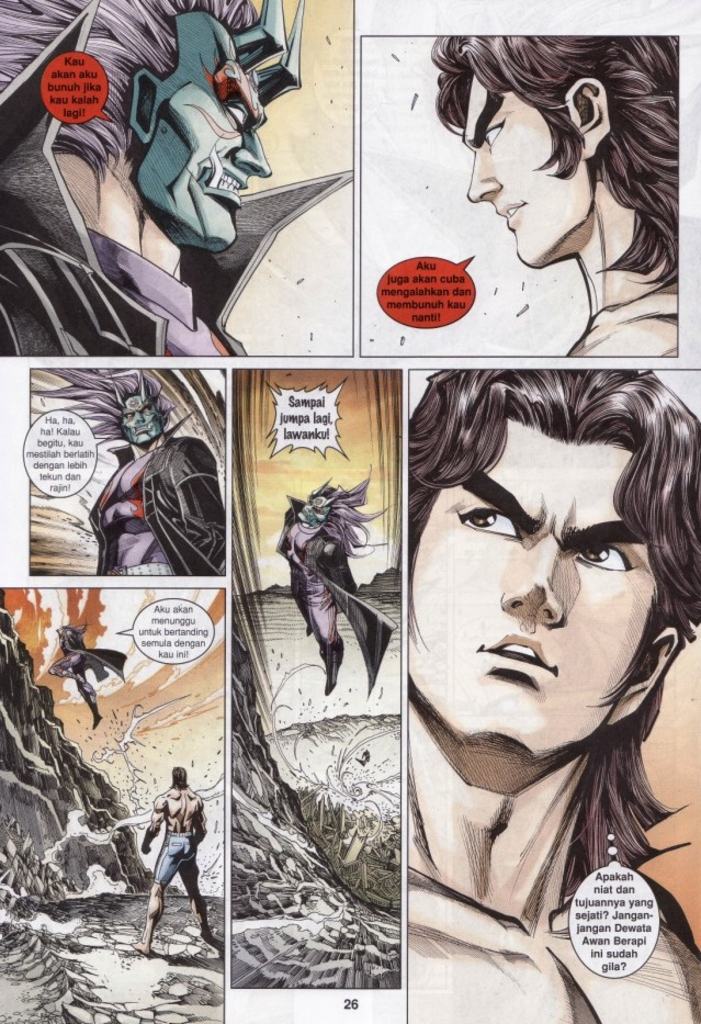 Kau
akan aku
bunuh jika
kau kalah
lagi!
Aku
juga akan cuba
mengalahkan dan
membunuh kau
nanti!
Ha, ha,
ha! Kalau
begitu, kau
mestilah berlatih
dengan lebih
tekun dan
rajin!
Sampai
jumpa lagi,
lawanku!
Aku akan
menunggu
untuk bertanding
semula dengan
kau ini!
Apakah
niat dan
tujuannya yang
sejati? Jangan-
jangan Dewata
Awan Berapi
ini sudah
gila?
26